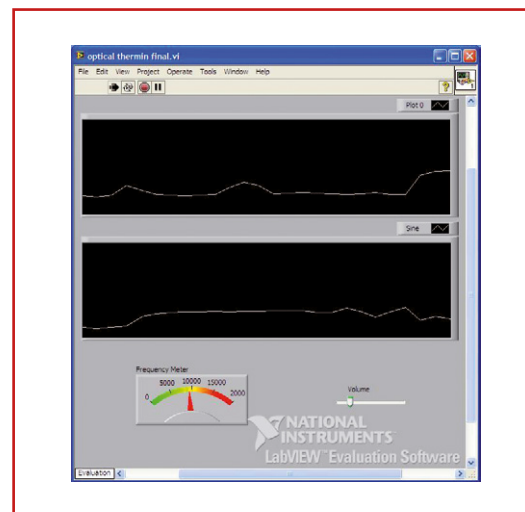 optical thermin final.vi
File Edit View Project Operate Tools Window Help
Plot 0
Sine
Frequency Meter
0 5000 10000 15000 2000
Volume
NATIONAL
INSTRUMENTS
LabVIEW™ Evaluation Software
Evaluation